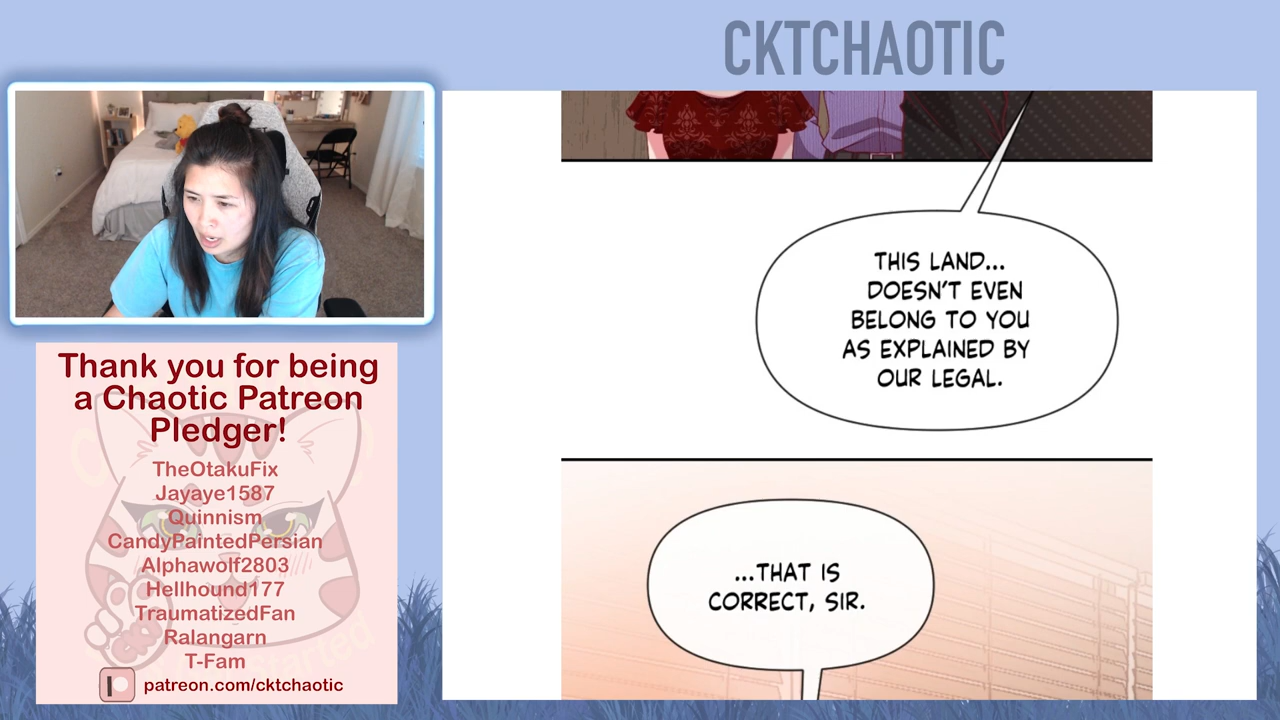 CKTCHAOTIC
THIS LAND...
DOESN'T EVEN
BELONG TO YOU
AS EXPLAINED BY
OUR LEGAL.
...THAT IS
CORRECT, SIR.
Thank you for being
a Chaotic Patreon
Pledger!
TheOtakuFix
Jayaye1587
Quinnism
CandyPaintedPersian
Alphawolf2803
Hellhound177
TraumatizedFan
Ralangarn
T-Fam
patreon.com/cktchaotic